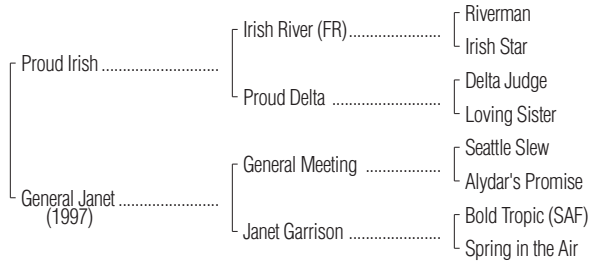 Riverman
Irish River (FR)
Irish Star
Proud Irish
Delta Judge
Proud Delta
Loving Sister
Seattle Slew
General Meeting
Alydar's Promise
General Janet
(1997)
Bold Tropic (SAF)
Janet Garrison
Spring in the Air